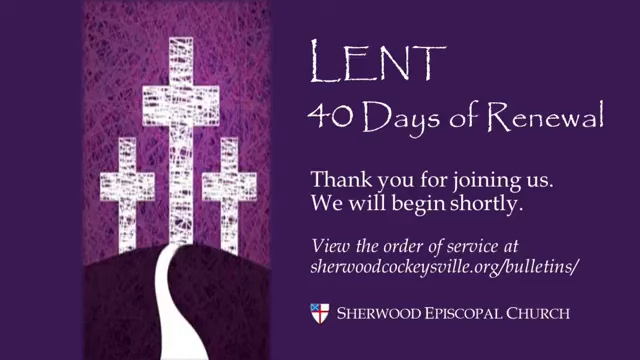 LENT
40 Days of Renewal
Thank you for joining us.
We will begin shortly.
View the order of service at
sherwoodcockeysville.org/bulletins/
SHERWOOD EPISCOPAL CHURCH